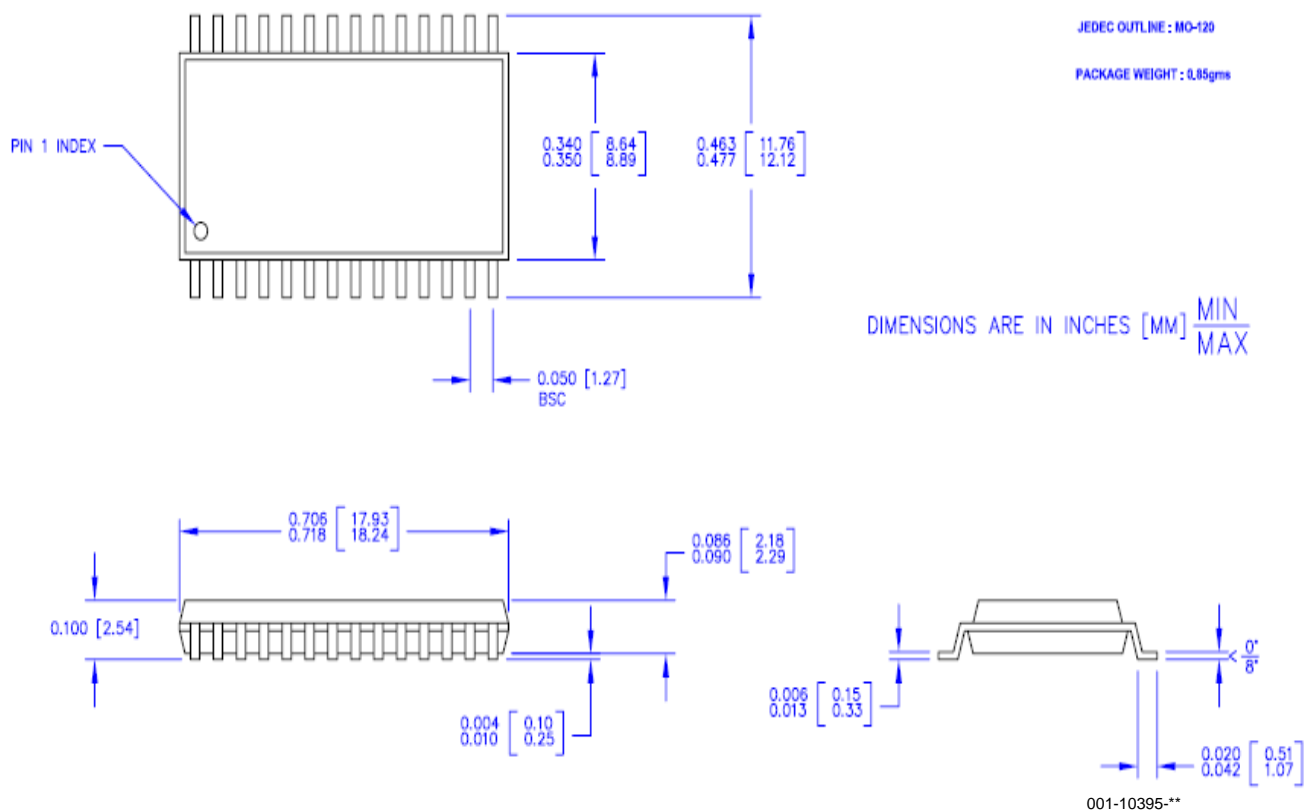 JEDEC OUTLINE : MO-120
PACKAGE WEIGHT : 0.85gms
PIN 1 INDEX
0.340 [ 8.64
0.350 [ 8.89 ]
0.463 [ 11.76
0.477 [ 12.12 ]
DIMENSIONS ARE IN INCHES [MM] MIN
MAX
0.050 [1.27]
BSC
0.706 [ 17.93
0.718 [ 18.24 ]
0.086 [ 2.18
0.090 [ 2.29 ]
0.100 [2.54]
0.004 [ 0.10
0.010 [ 0.25 ]
0.006 [ 0.15
0.013 [ 0.33 ]
0°
8°
0.020 [ 0.51
0.042 [ 1.07 ]
001-10395-**